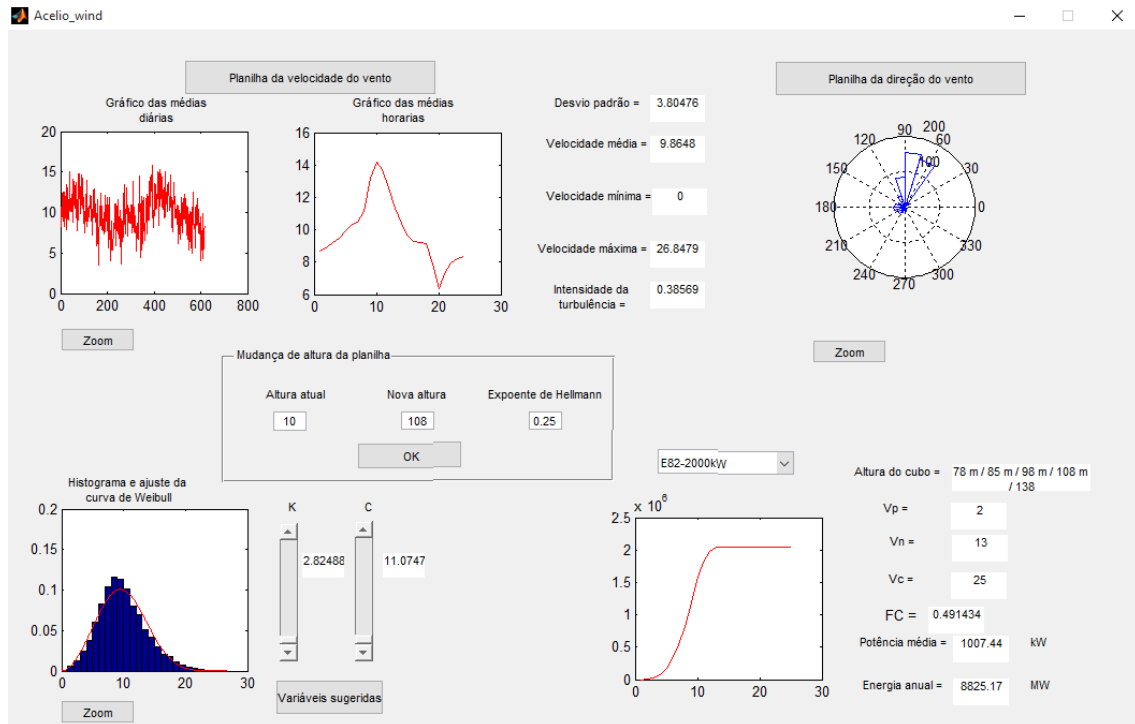 Acelio_wind
Planilha da velocidade do vento
Planilha da direção do vento
Gráfico das médias
diárias
20
15
10
5
0
0 200 400 600 800
Zoom
Gráfico das médias
horarias
16
14
12
10
8
6
0 10 20 30
Desvio padrão = 3.80476
Velocidade média = 9.8648
Velocidade mínima = 0
Velocidade máxima = 26.8479
Intensidade da
turbulência = 0.38569
90 200
120 60
100
150 30
180 0
210 330
240 300
270
Zoom
Mudança de altura da planilha
Altura atual Nova altura Expoente de Hellmann
10 108 0.25
OK
Histograma e ajuste da
curva de Weibull
0.2
0.15
0.1
0.05
0
0 10 20 30
Zoom
K C
2.82488 11.0747
Variáveis sugeridas
E82-2000kW
x 10^6
2.5
2
1.5
1
0.5
0
0 10 20 30
Altura do cubo = 78 m / 85 m / 98 m / 108 m
/ 138
Vp = 2
Vn = 13
Vc = 25
FC = 0.491434
Potência média = 1007.44 kW
Energia anual = 8825.17 MW